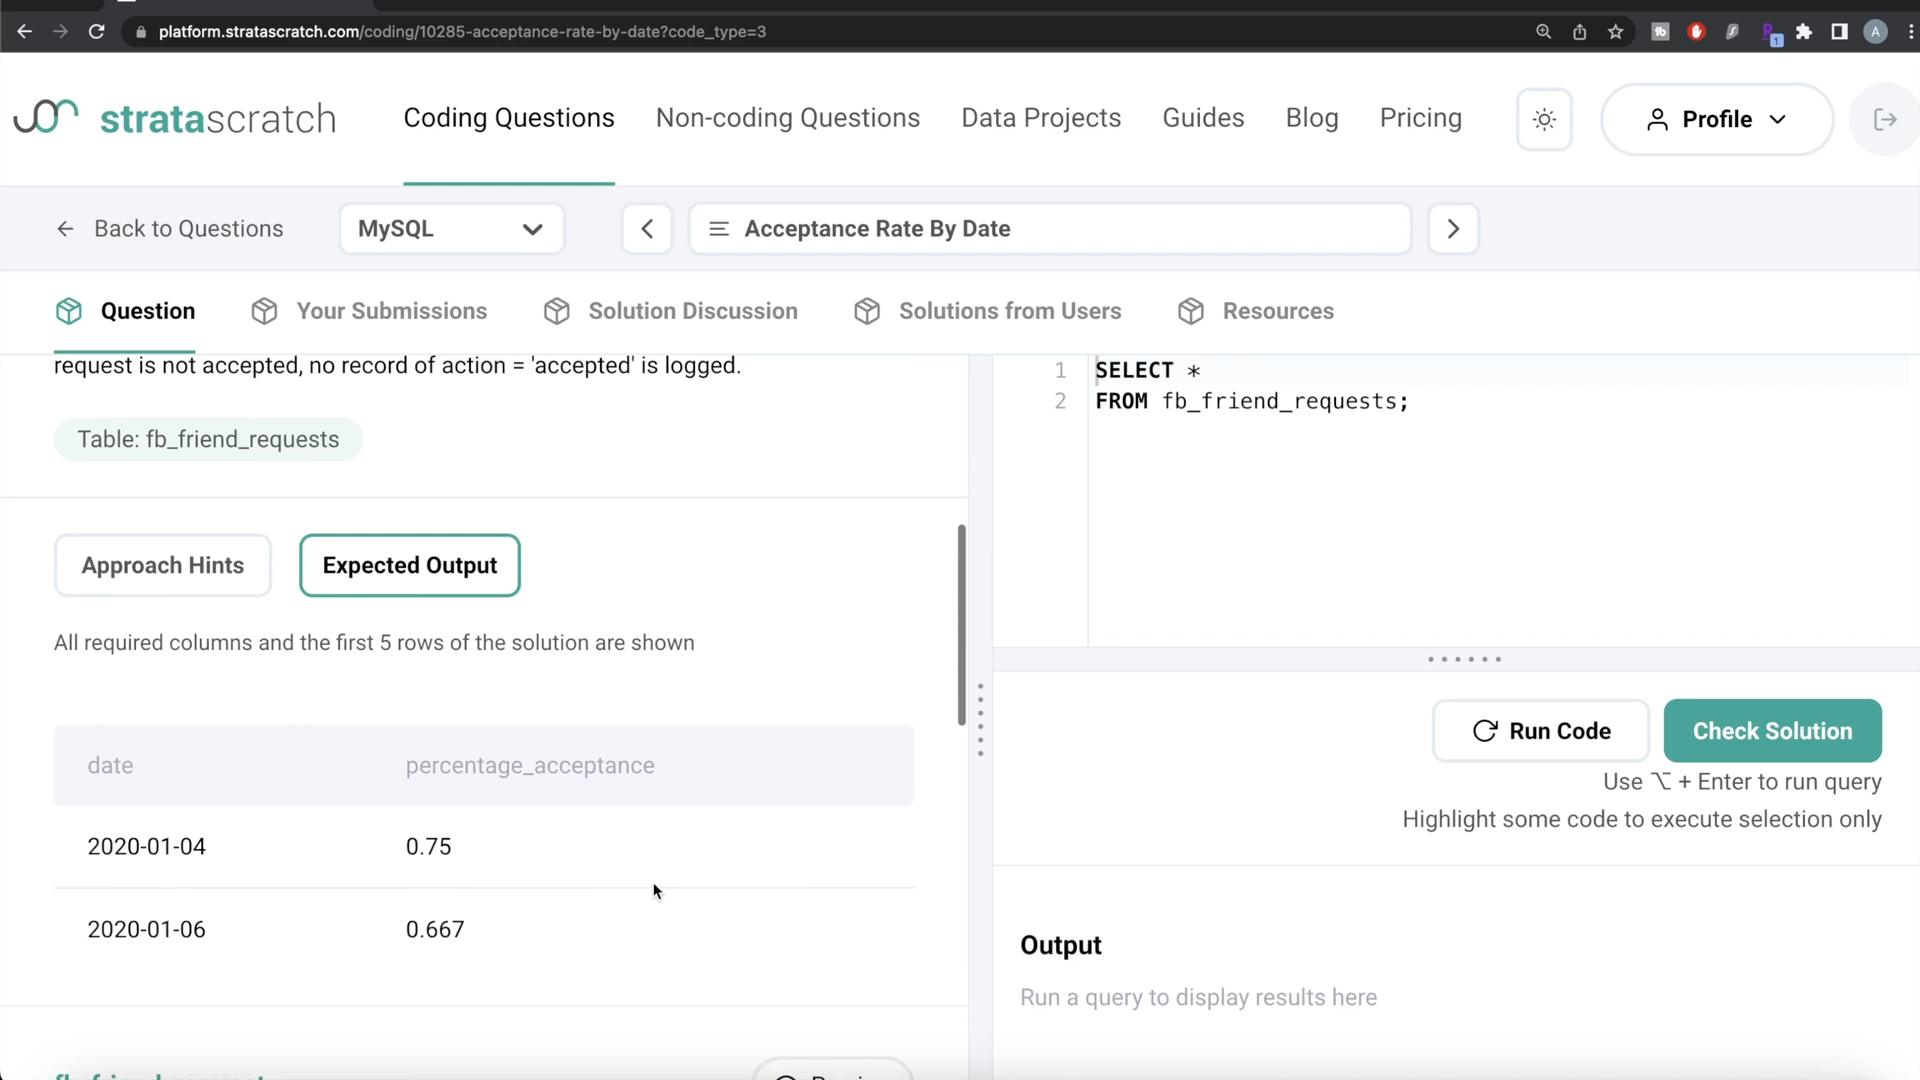 platform.stratascratch.com/coding/10285-acceptance-rate-by-date?code_type=3
tb
1
A
stratascratch
Coding Questions
Non-coding Questions
Data Projects
Guides
Blog
Pricing
Profile
Back to Questions
MySQL
Acceptance Rate By Date
Question
Your Submissions
Solution Discussion
Solutions from Users
Resources
request is not accepted, no record of action = 'accepted' is logged.
Table: fb_friend_requests
Approach Hints
Expected Output
All required columns and the first 5 rows of the solution are shown
date percentage_acceptance
2020-01-04 0.75
2020-01-06 0.667
1 SELECT *
2 FROM fb_friend_requests;
Run Code
Check Solution
Use ⌥ + Enter to run query
Highlight some code to execute selection only
Output
Run a query to display results here